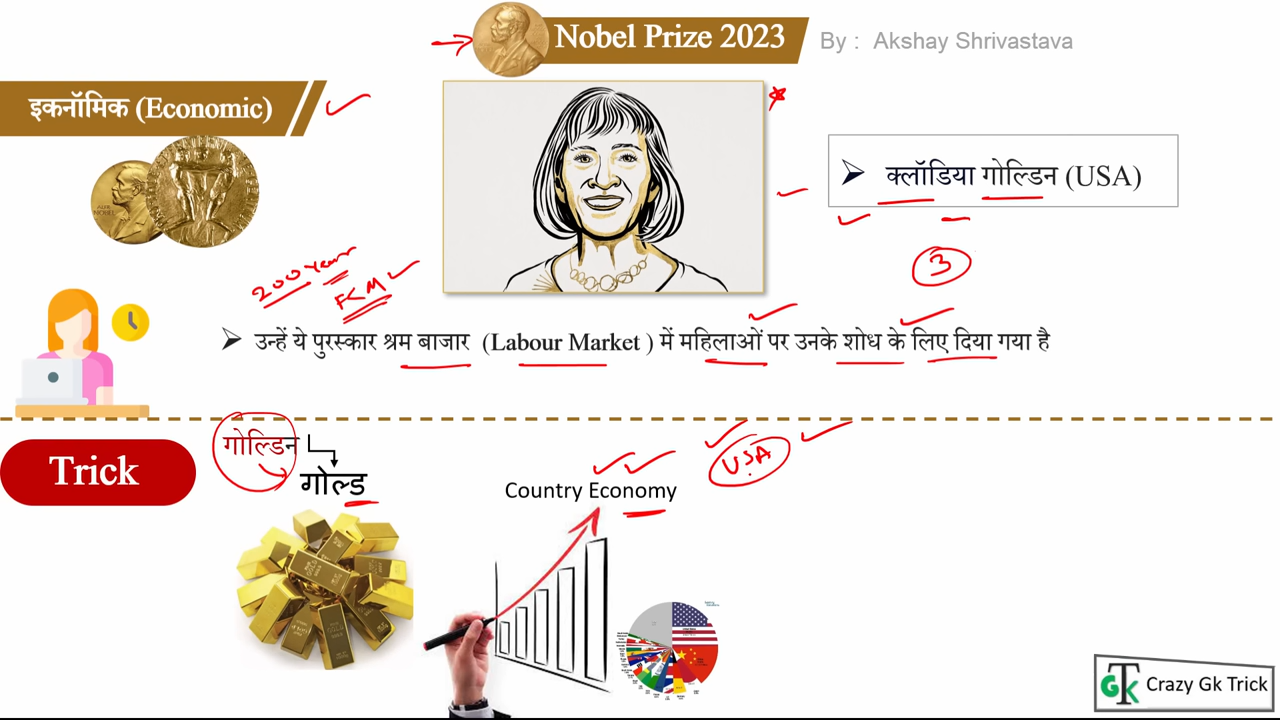 Nobel Prize 2023
By : Akshay Shrivastava
इकनॉमिक (Economic)
क्लॉडिया गोल्डिन (USA)
3
200 Year
FKM
उन्हें ये पुरस्कार श्रम बाजार (Labour Market ) में महिलाओं पर उनके शोध के लिए दिया गया है
Trick
गोल्डिन
गोल्ड
Country Economy
USA
GTK Crazy Gk Trick